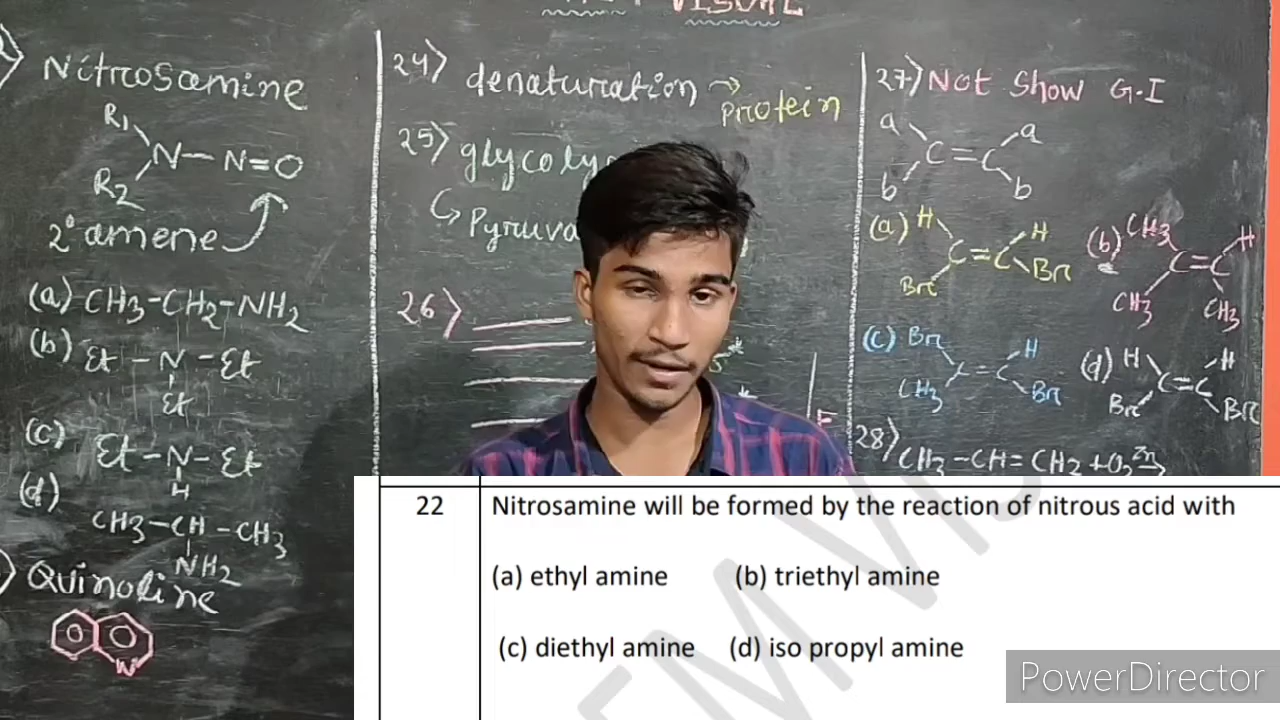 VISUAL
Nitrosamine
R1
N-N=O
R2
2° amene
(a) CH3-CH2-NH2
(b) Et-N-Et
Et
(c) Et-N-Et
H
(d) CH3-CH-CH3
NH2
Quinoline
N
24) denaturation → Protein
25)
↳
26)
27) Not Show G.I
a a
C=C
b b
(a) H H
C=C
Br Br
(b) CH3 H
C=C
CH3 CH3
(c) Br H
=C
CH3 Br
(d) H H
C=C
Br Br
28) CH3-CH=CH2+O3 Zn→
22 Nitrosamine will be formed by the reaction of nitrous acid with
(a) ethyl amine (b) triethyl amine
(c) diethyl amine (d) iso propyl amine
PowerDirector